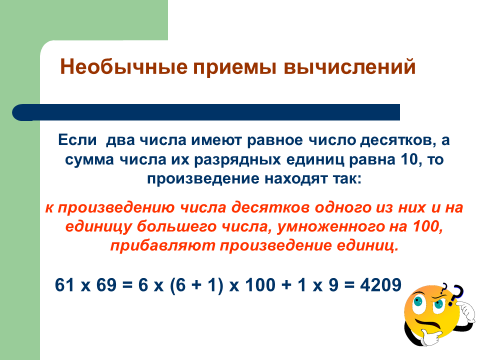 Необычные приемы вычислений
Если два числа имеют равное число десятков, а
сумма числа их разрядных единиц равна 10, то
произведение находят так:
к произведению числа десятков одного из них и на
единицу большего числа, умноженного на 100,
прибавляют произведение единиц.
61 х 69 = 6 х (6 + 1) х 100 + 1 х 9 = 4209
? ?